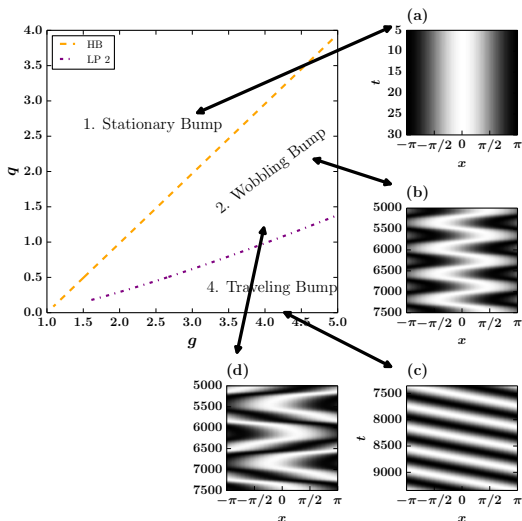 (a)
4.0
3.5
3.0
2.5
2.0
1.5
1.0
0.5
0.0
q
HB
LP 2
1. Stationary Bump
2. Wobbling Bump
4. Traveling Bump
1.0 1.5 2.0 2.5 3.0 3.5 4.0 4.5 5.0
g
5
10
15
20
25
30
t
−π −π/2 0 π/2 π
x
(b)
5000
5500
6000
6500
7000
7500
−π −π/2 0 π/2 π
x
(d)
5000
5500
6000
6500
7000
7500
−π −π/2 0 π/2 π
x
(c)
7500
8000
8500
9000
t
−π −π/2 0 π/2 π
x